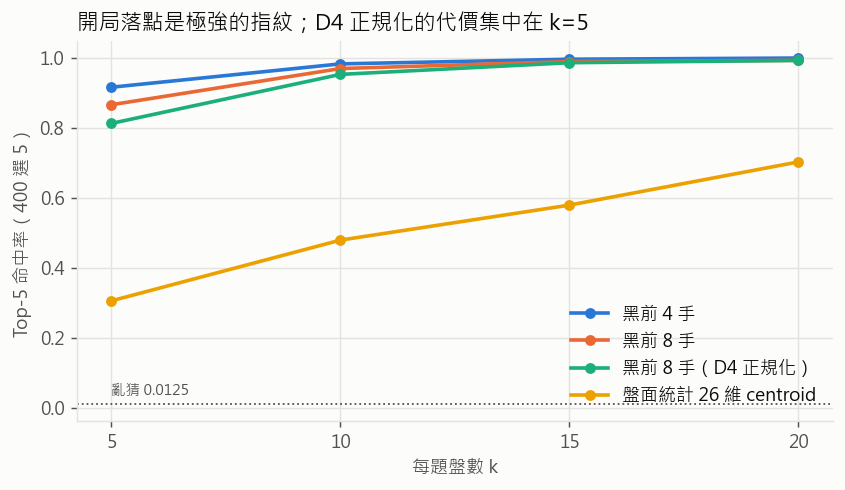 開局落點是極強的指紋；D4 正規化的代價集中在 k=5
Top-5 命中率（400 選 5）
1.0
0.8
0.6
0.4
0.2
0.0
亂猜 0.0125
黑前 4 手
黑前 8 手
黑前 8 手（D4 正規化）
盤面統計 26 維 centroid
5
10
15
20
每題盤數 k